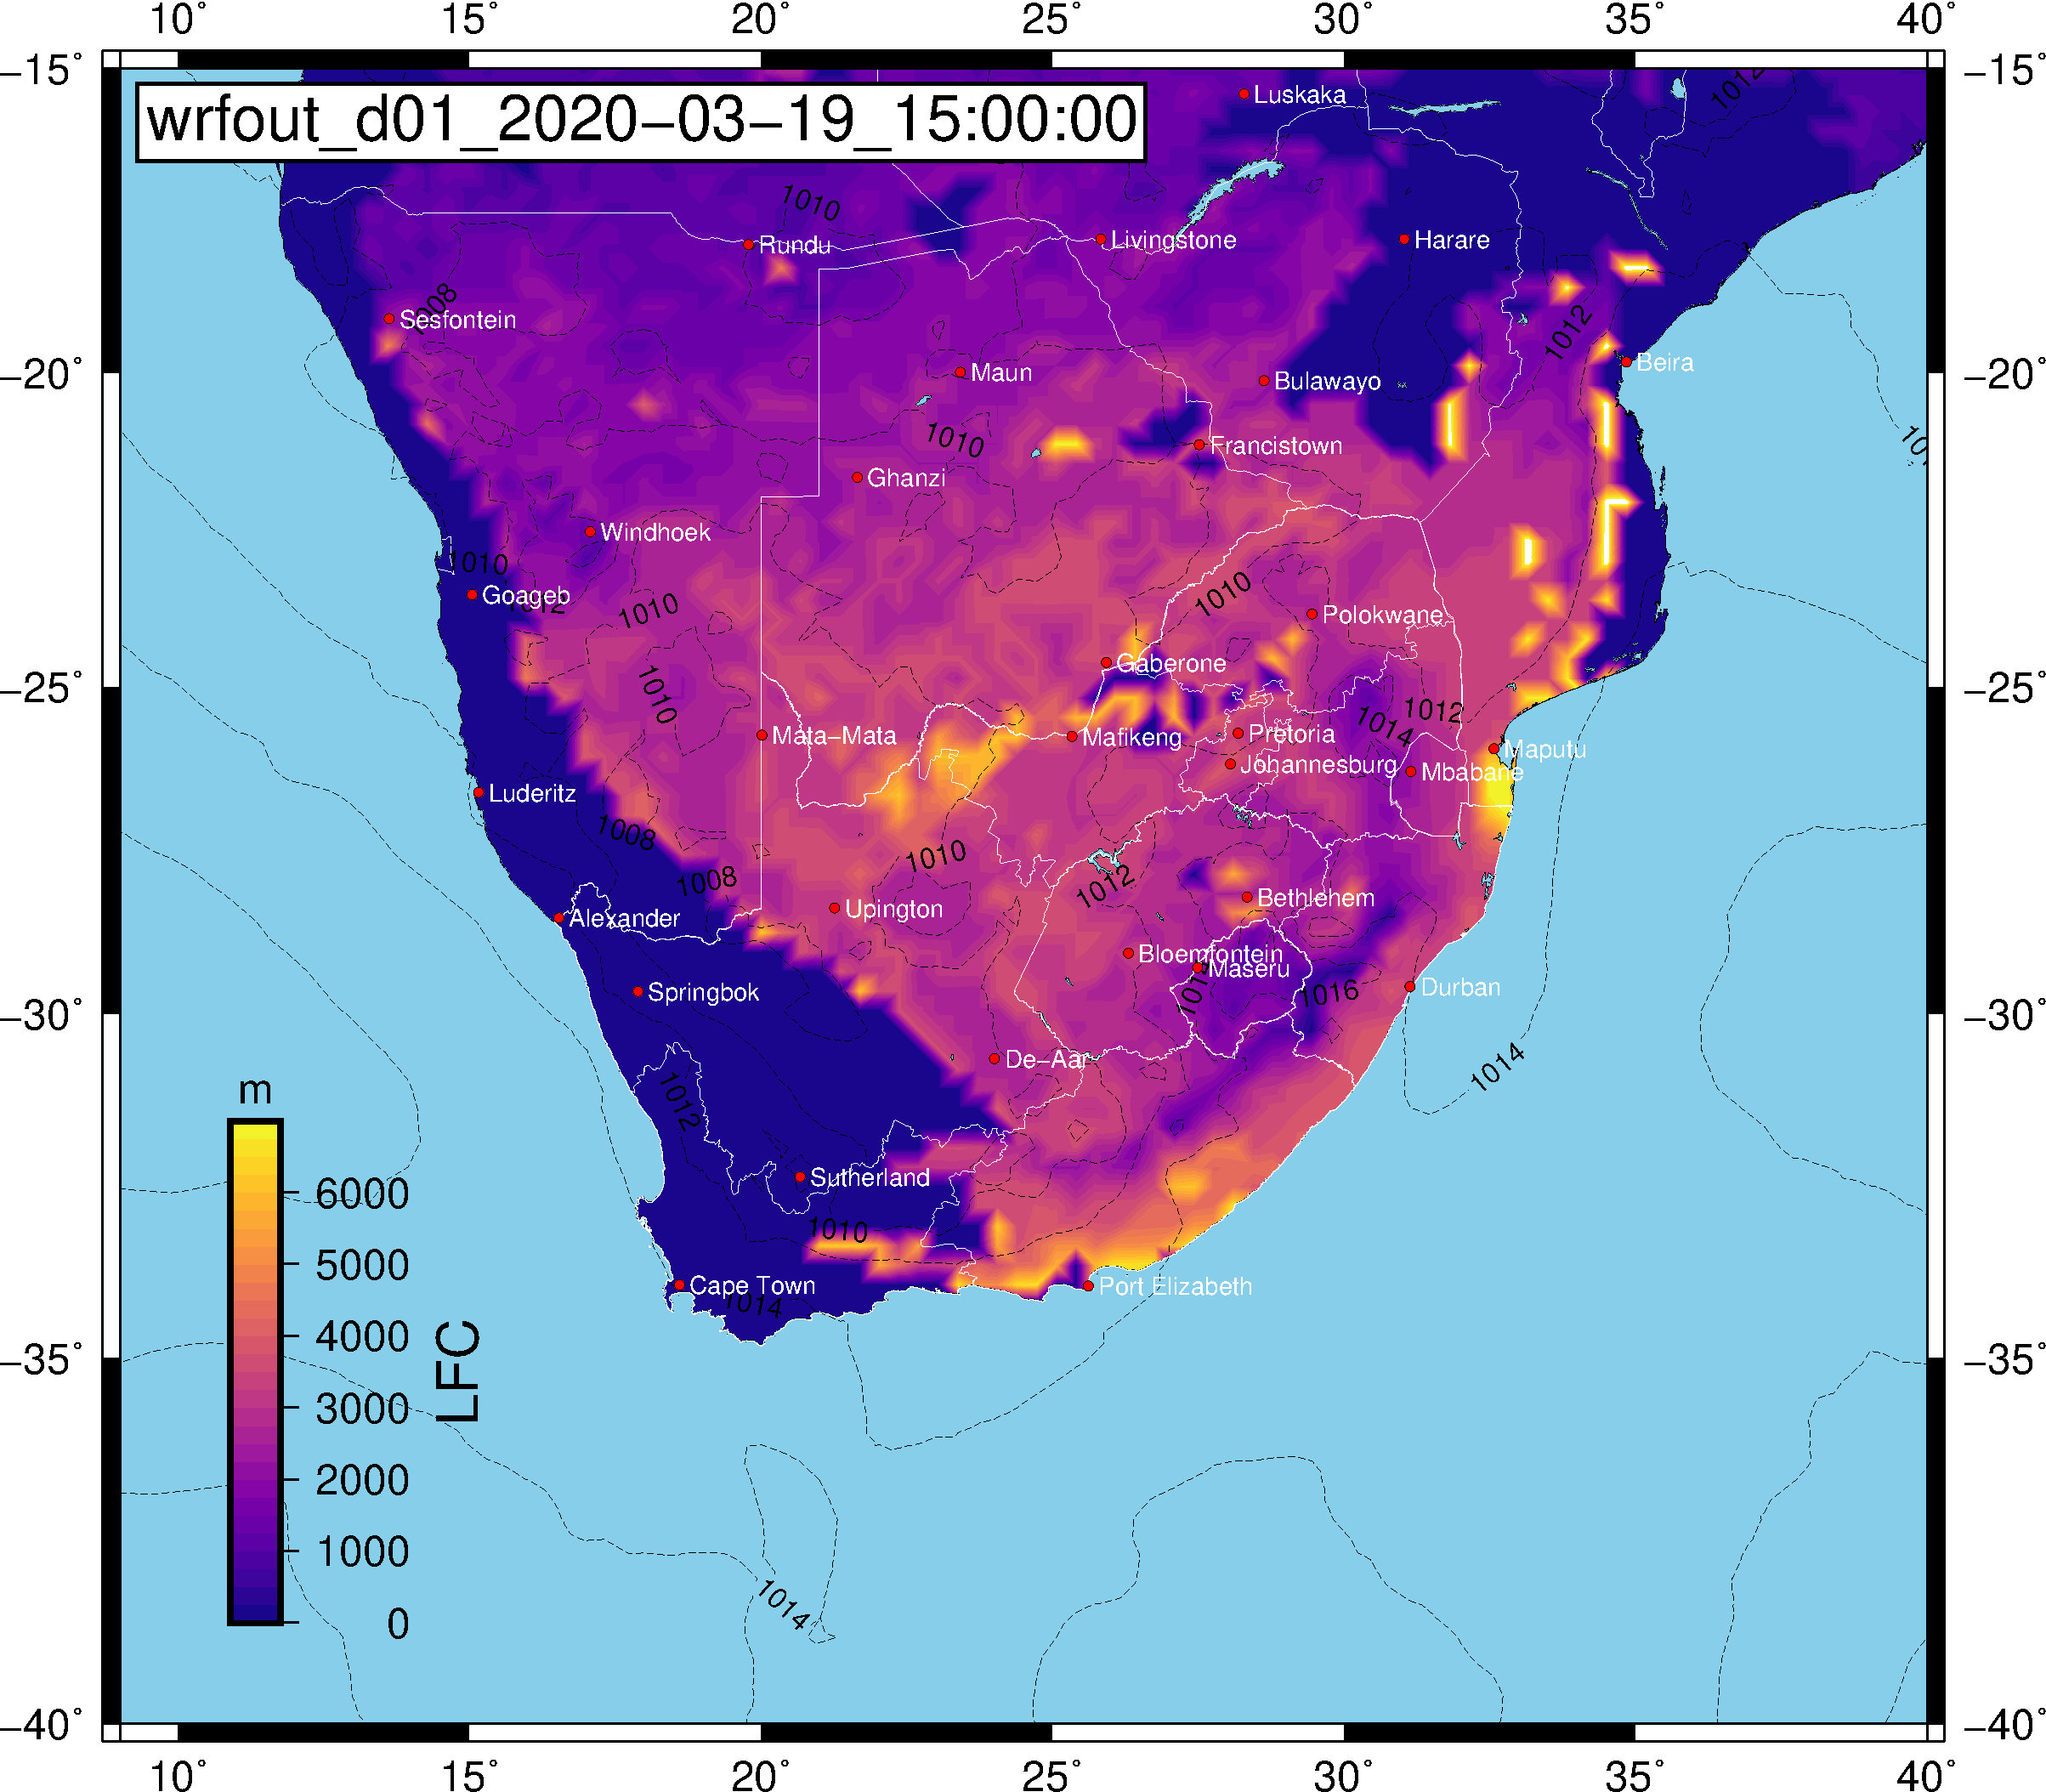 10° 15° 20° 25° 30° 35° 40°
−15° −15°
wrfout_d01_2020−03−19_15:00:00
Luskaka
1012
1010
Rundu
Livingstone
Harare
1008
Sesfontein
1012
−20° −20°
Maun
Bulawayo
Beira
1010
Francistown
Ghanzi
Windhoek
1010
Goageb
1012
1010
1010
Polokwane
Gaberone
−25° −25°
1010
1012
1014
Mata−Mata
Mafikeng
Pretoria
Maputu
Johannesburg
Mbabane
Luderitz
1008
1010
1008
1012
Bethlehem
Upington
Alexander
Bloemfontein
Maseru
Springbok
1016
Durban
−30° −30°
De−Aar
1014
m
1012
Sutherland
6000
1010
5000
Cape Town
1014
Port Elizabeth
4000
−35° −35°
LFC
3000
2000
1000
1014
0
−40° −40°
10° 15° 20° 25° 30° 35° 40°